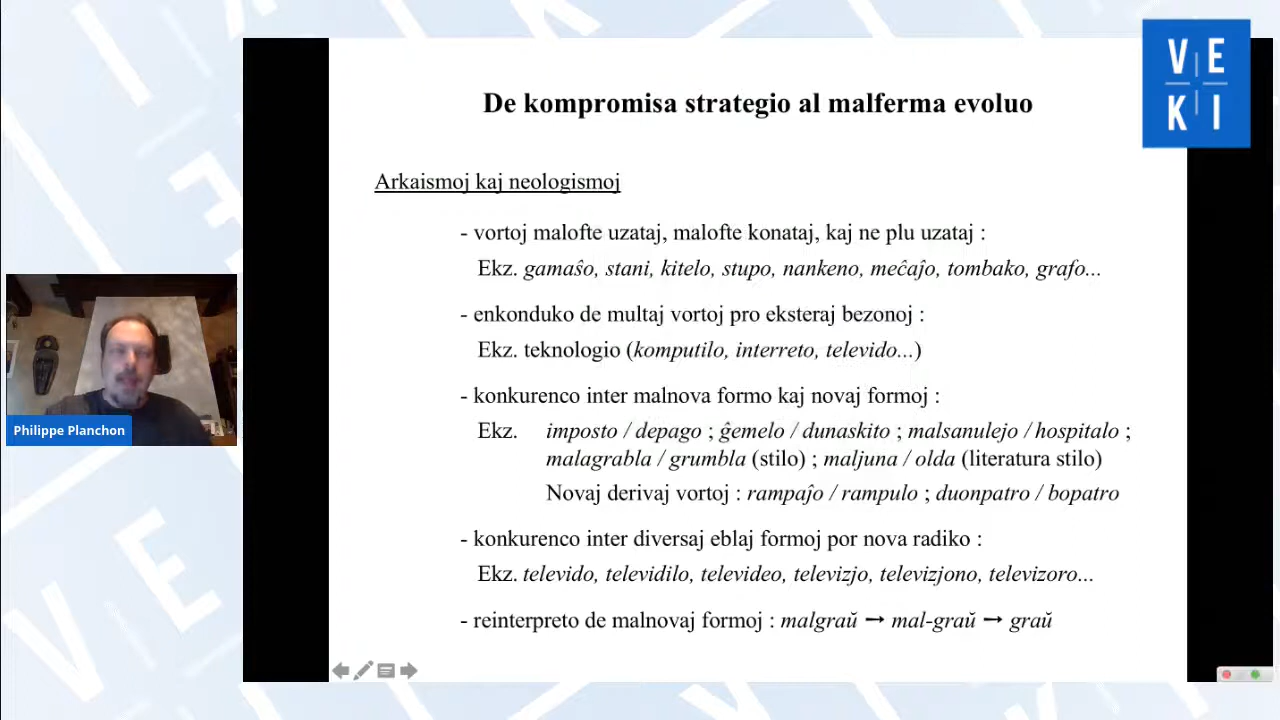 VE
KI
De kompromisa strategio al malferma evoluo
Arkaismoj kaj neologismoj
- vortoj malofte uzataj, malofte konataj, kaj ne plu uzataj :
Ekz. gamaŝo, stani, kitelo, stupo, nankeno, meĉaĵo, tombako, grafo...
- enkonduko de multaj vortoj pro eksteraj bezonoj :
Ekz. teknologio (komputilo, interreto, televido...)
- konkurenco inter malnova formo kaj novaj formoj :
Ekz. imposto / depago ; ĝemelo / dunaskito ; malsanulejo / hospitalo ;
malagrabla / grumbla (stilo) ; maljuna / olda (literatura stilo)
Novaj derivaj vortoj : rampaĵo / rampulo ; duonpatro / bopatro
- konkurenco inter diversaj eblaj formoj por nova radiko :
Ekz. televido, televidilo, televideo, televizjo, televizjono, televizoro...
- reinterpreto de malnovaj formoj : malgraŭ → mal-graŭ → graŭ
Philippe Planchon